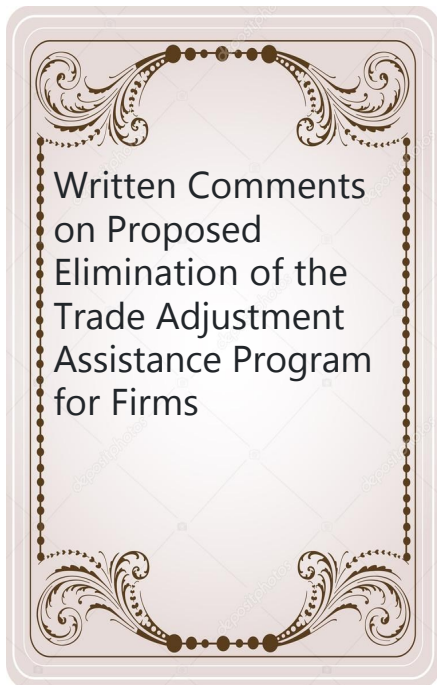 Written Comments
on Proposed
Elimination of the
Trade Adjustment
Assistance Program
for Firms